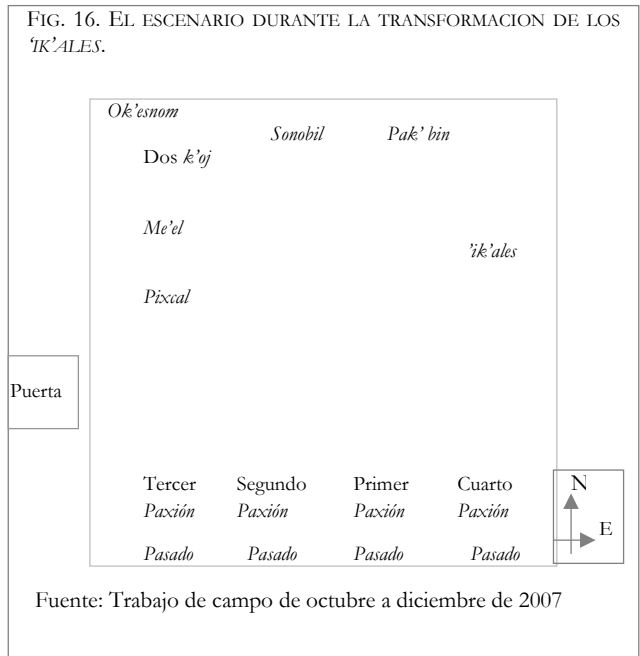 FIG. 16. EL ESCENARIO DURANTE LA TRANSFORMACION DE LOS
‘IK’ALES.
Ok’esnom
Sonobil Pak’ bin
Dos k’oj
Me’el
’ik’ales
Pixcal
Puerta
Tercer Segundo Primer Cuarto
Paxión Paxión Paxión Paxión
Pasado Pasado Pasado Pasado
N
E
Fuente: Trabajo de campo de octubre a diciembre de 2007